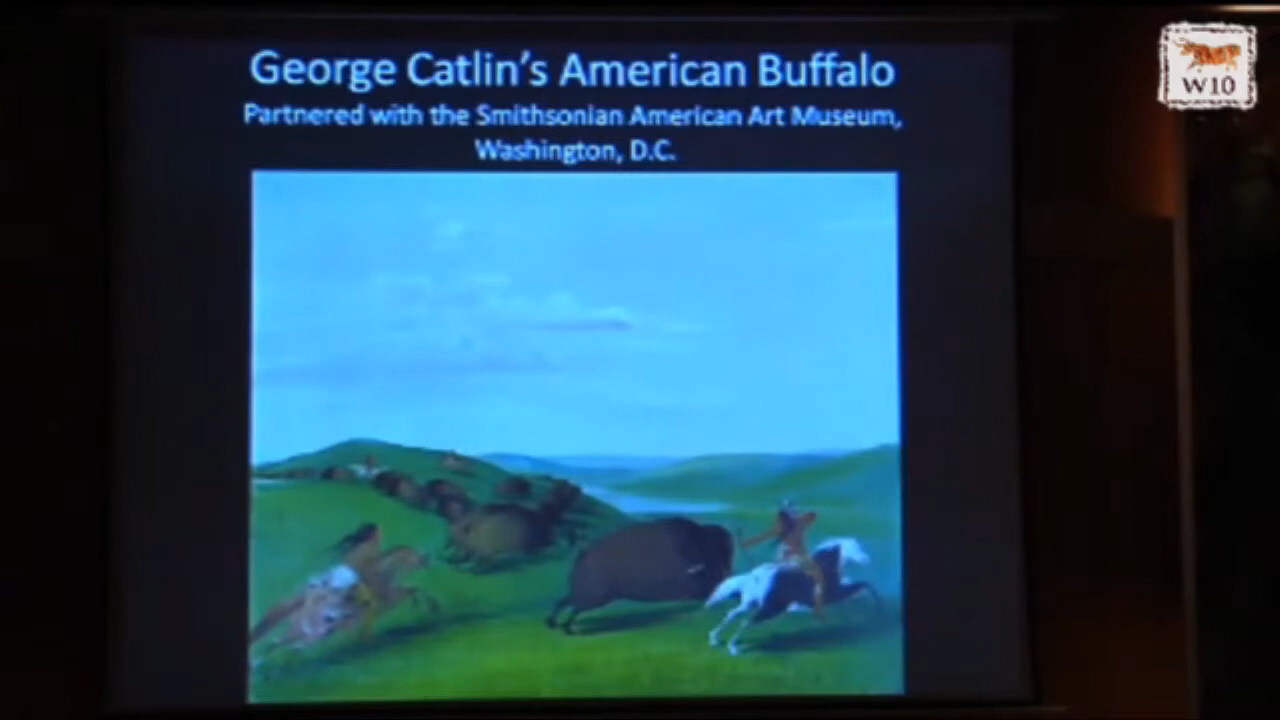 George Catlin's American Buffalo
Partnered with the Smithsonian American Art Museum,
Washington, D.C.
W10